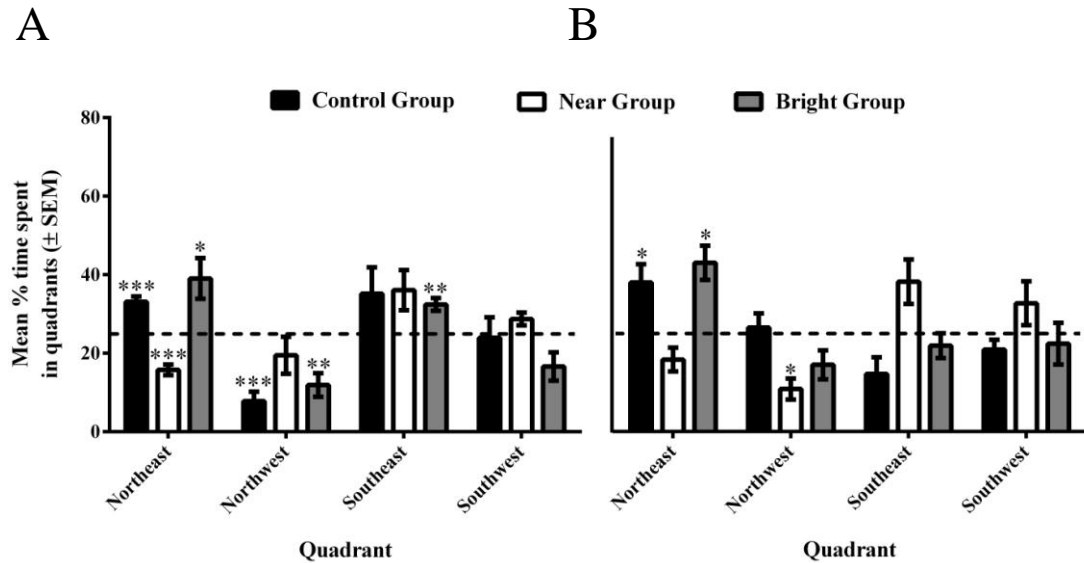 A B
Control Group Near Group Bright Group
Mean % time spent
in quadrants (± SEM)
80
60
40
20
0
*** *** * *** ** **
* * *
Northeast Northwest Southeast Southwest Northeast Northwest Southeast Southwest
Quadrant Quadrant